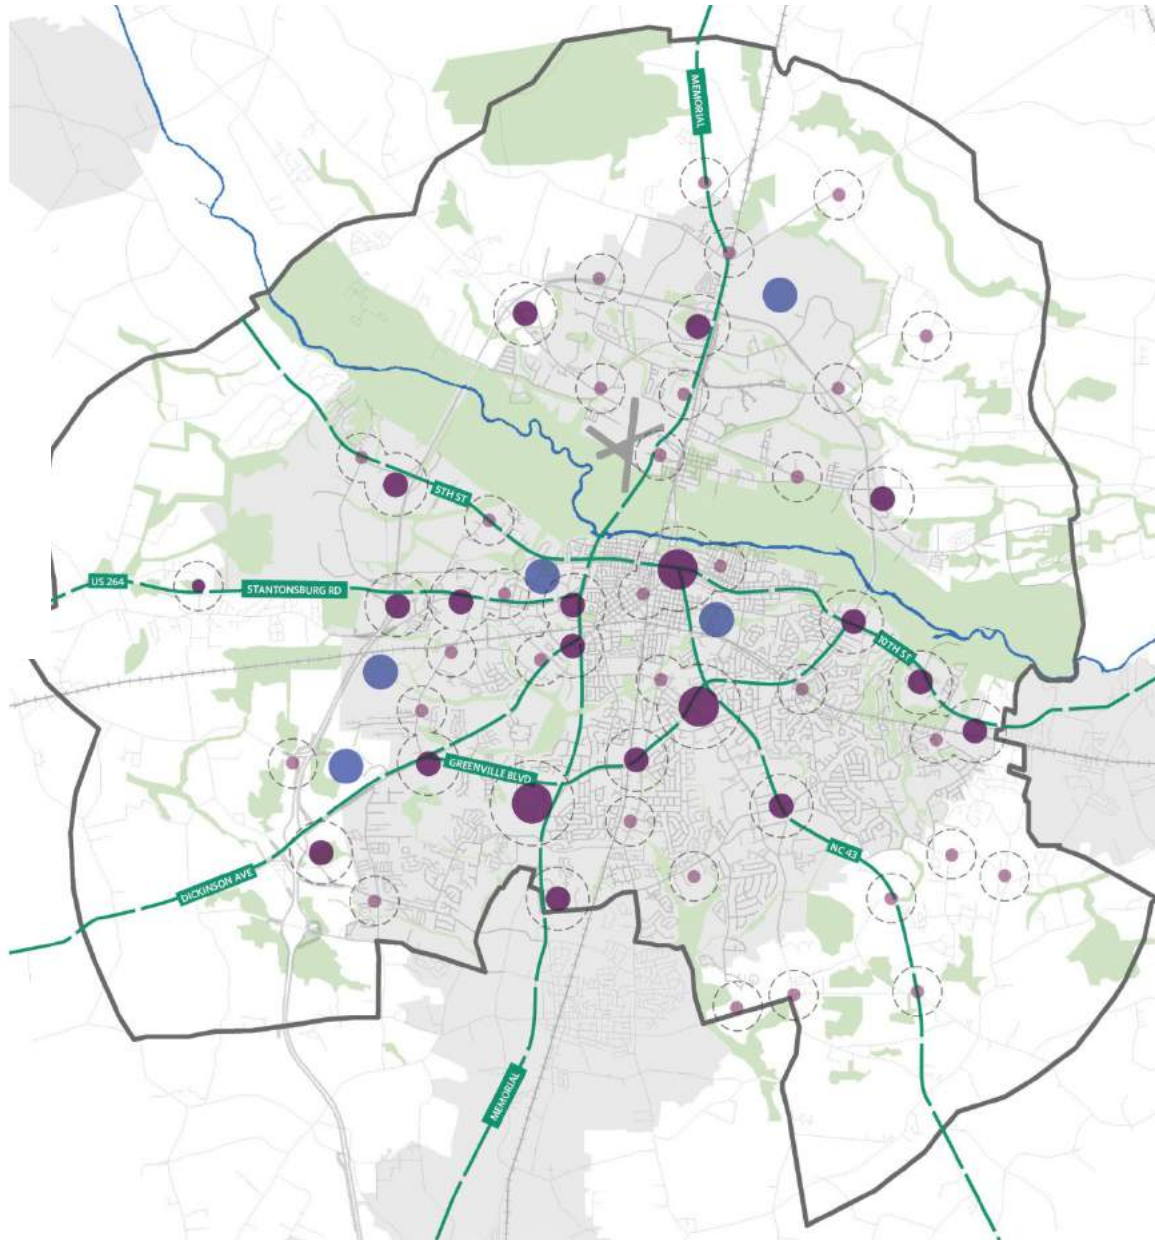 MEMORIAL
5TH ST
US 264
STANTONSBURG RD
10TH ST
GREENVILLE BLVD
NC 43
DICKINSON AVE
MEMORIAL